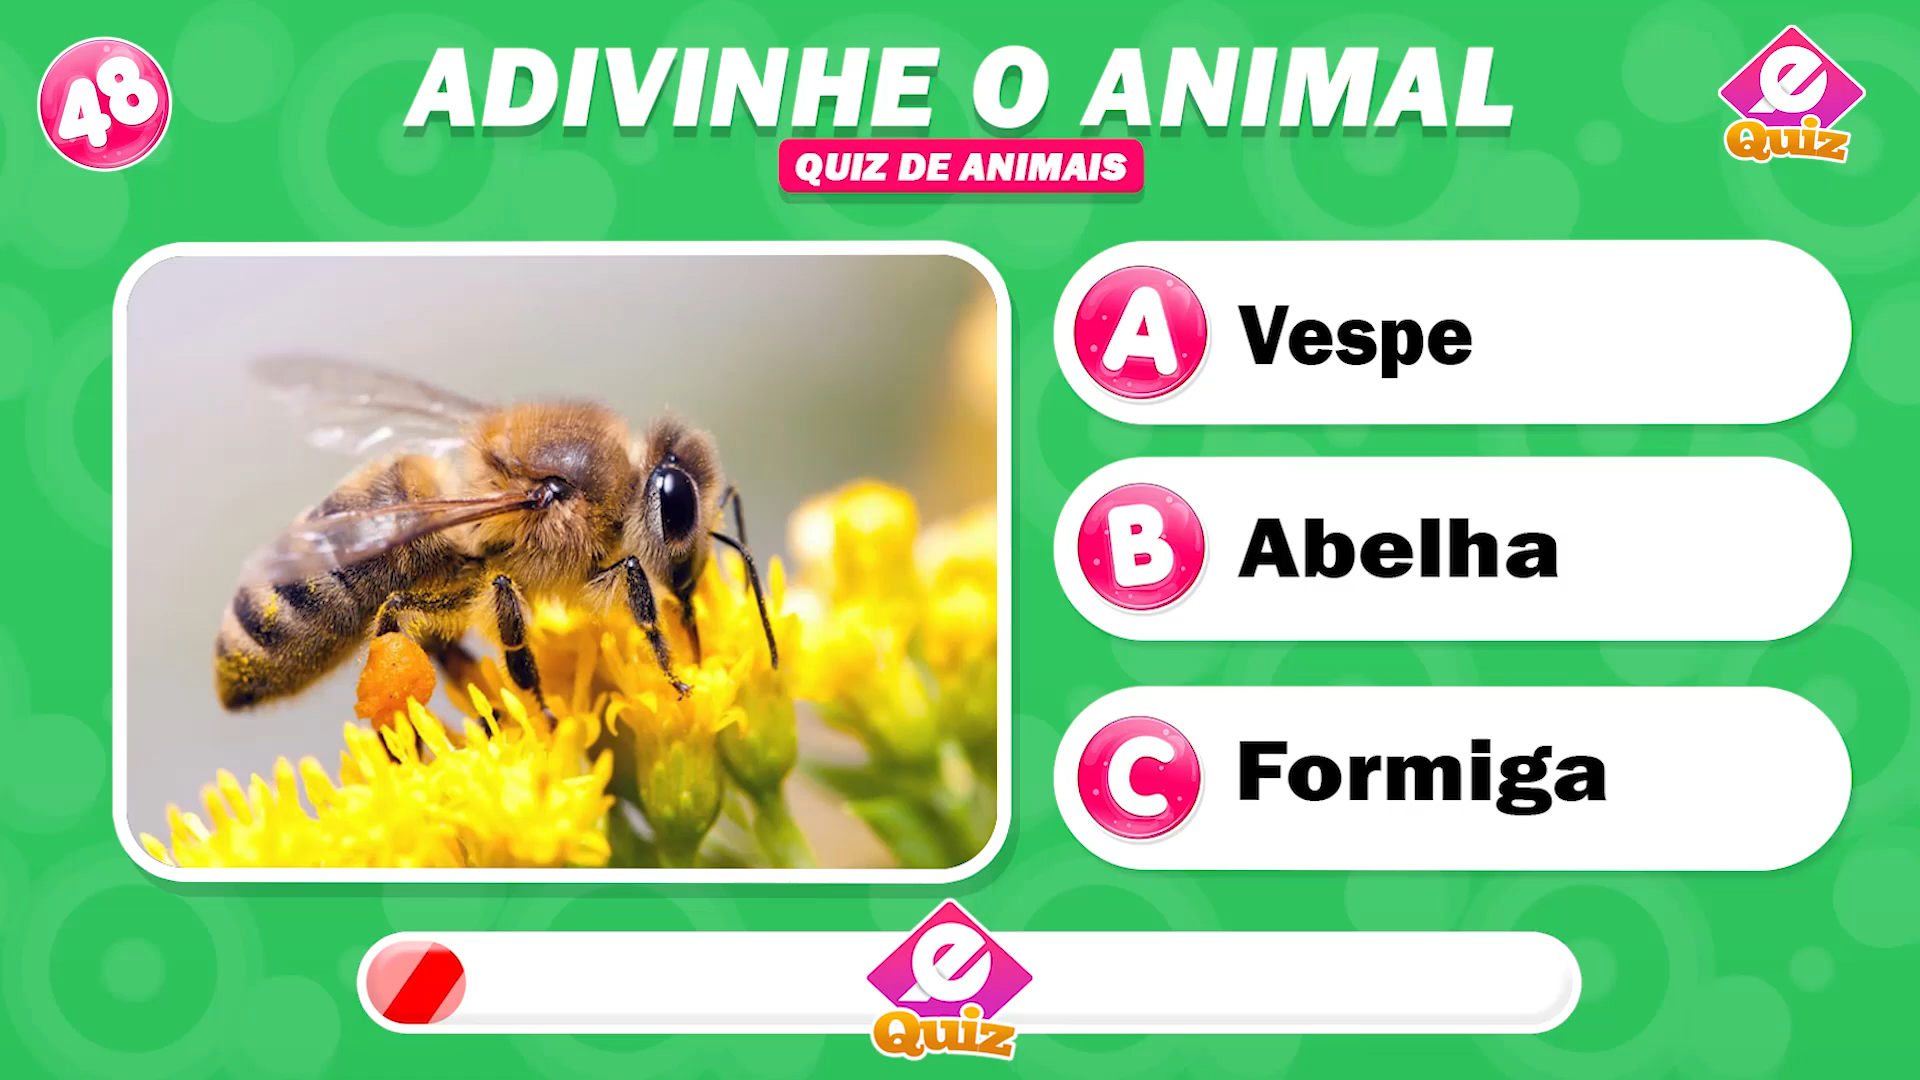 48
ADIVINHE O ANIMAL
QUIZ DE ANIMAIS
e
Quiz
A
Vespe
B
Abelha
C
Formiga
e
Quiz